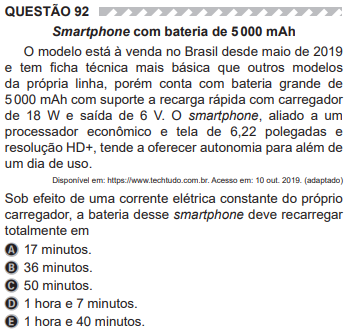 QUESTÃO 92
Smartphone com bateria de 5 000 mAh
O modelo está à venda no Brasil desde maio de 2019
e tem ficha técnica mais básica que outros modelos
da própria linha, porém conta com bateria grande de
5 000 mAh com suporte a recarga rápida com carregador
de 18 W e saída de 6 V. O smartphone, aliado a um
processador econômico e tela de 6,22 polegadas e
resolução HD+, tende a oferecer autonomia para além de
um dia de uso.
Disponível em: https://www.techtudo.com.br. Acesso em: 10 out. 2019. (adaptado)
Sob efeito de uma corrente elétrica constante do próprio
carregador, a bateria desse smartphone deve recarregar
totalmente em
A 17 minutos.
B 36 minutos.
C 50 minutos.
D 1 hora e 7 minutos.
E 1 hora e 40 minutos.